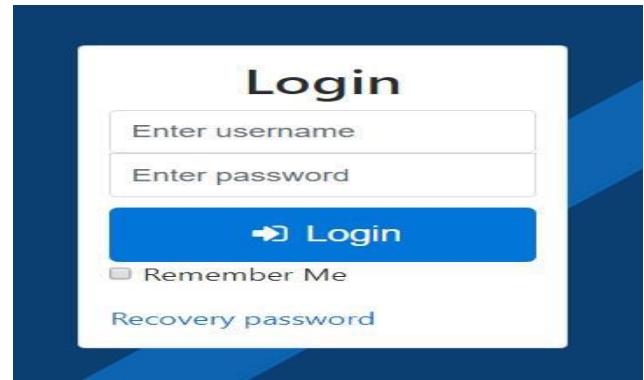 Login
Enter username
Enter password
Login
Remember Me
Recovery password